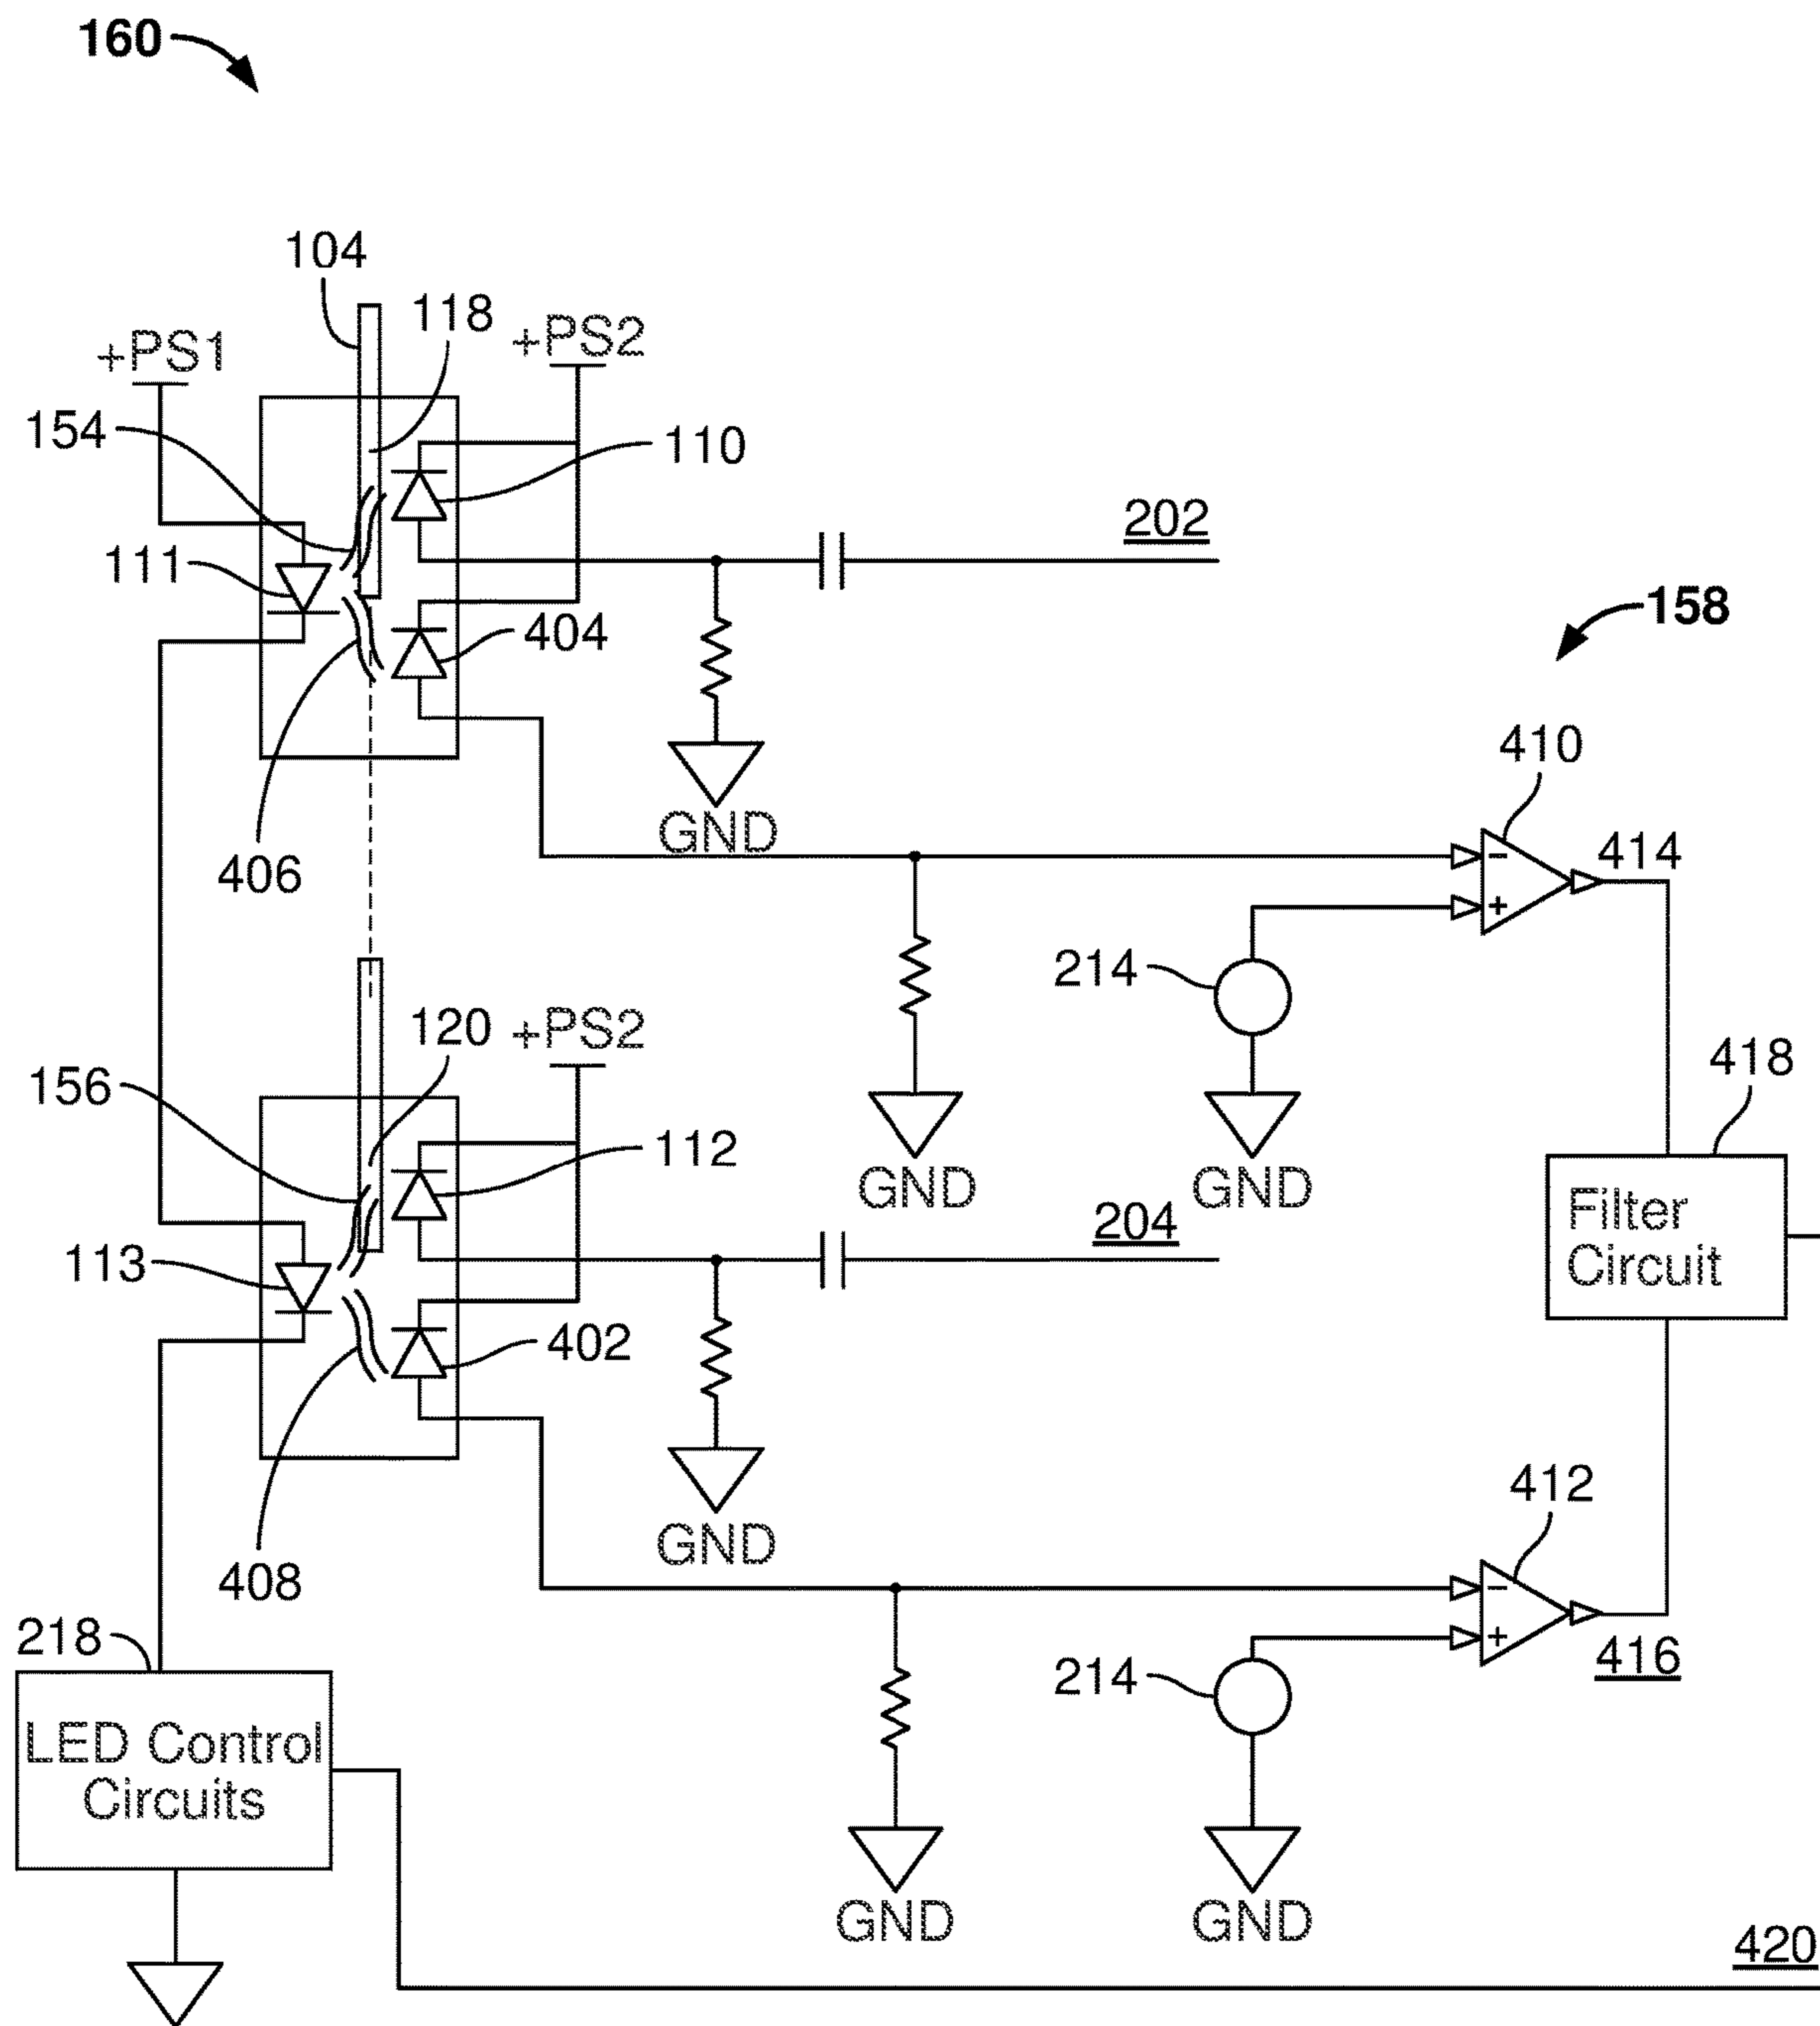 160
104
118
+PS1
+PS2
154
110
111
202
404
158
406
GND
410
414
214
120
+PS2
156
112
418
GND
GND
204
Filter
Circuit
113
402
408
GND
412
218
416
214
LED Control
Circuits
GND
GND
420